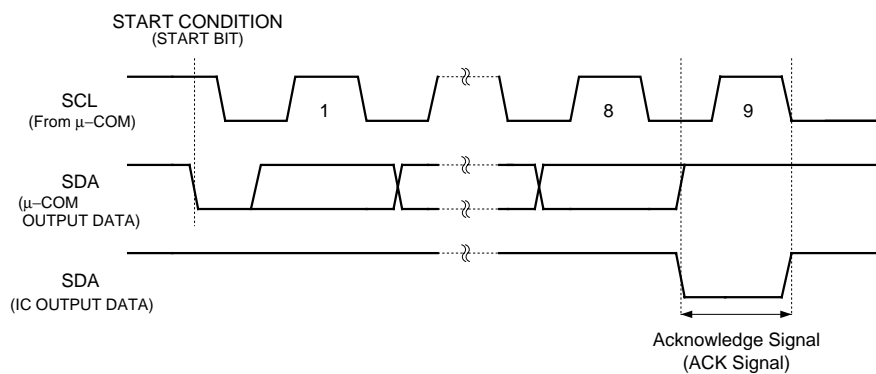 START CONDITION
(START BIT)
SCL
(From μ−COM)
1
8
9
SDA
(μ−COM
OUTPUT DATA)
SDA
(IC OUTPUT DATA)
Acknowledge Signal
(ACK Signal)